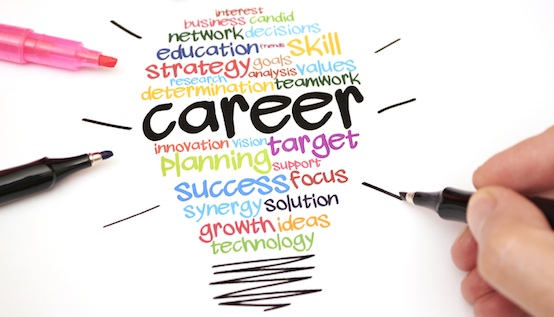 interest
business candid
network decisions
education friends skill
strategy goals
research analysis values
determination teamwork
career
innovation vision target
planning support
success focus
synergy solution
growth ideas
technology